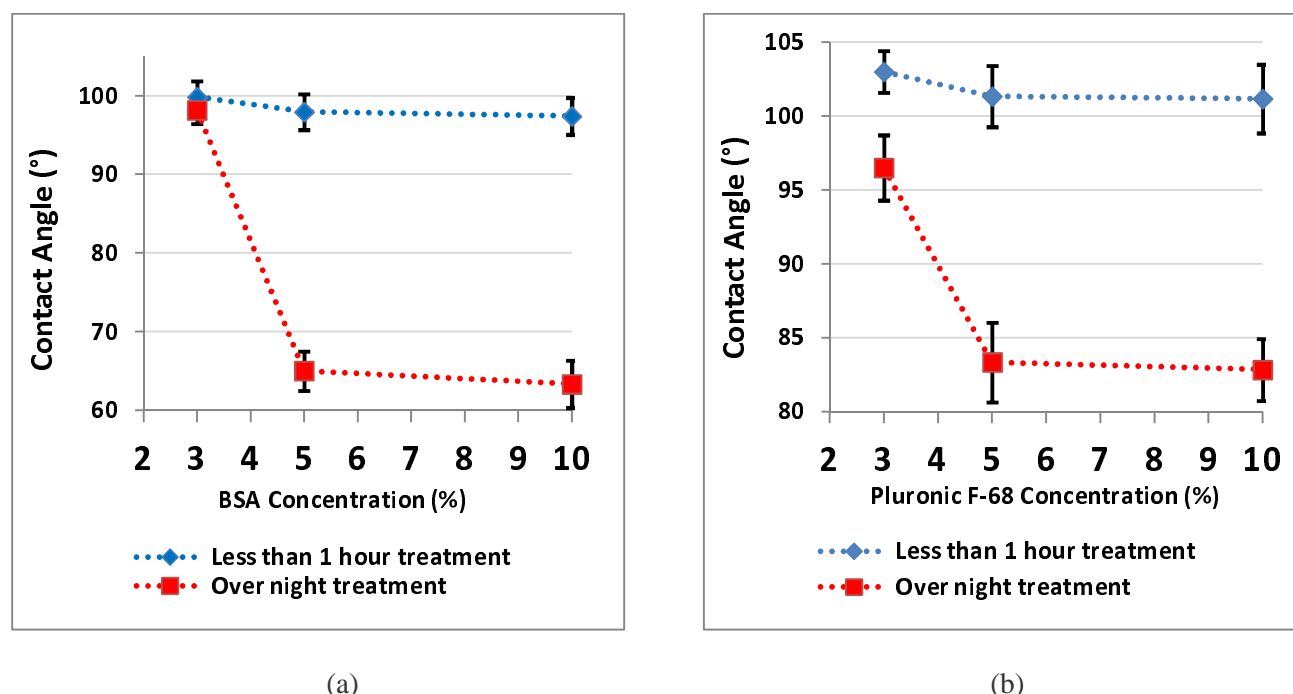 Contact Angle (°)
100
90
80
70
60
2 3 4 5 6 7 8 9 10
BSA Concentration (%)
Less than 1 hour treatment
Over night treatment
(a)
Contact Angle (°)
105
100
95
90
85
80
2 3 4 5 6 7 8 9 10
Pluronic F-68 Concentration (%)
Less than 1 hour treatment
Over night treatment
(b)